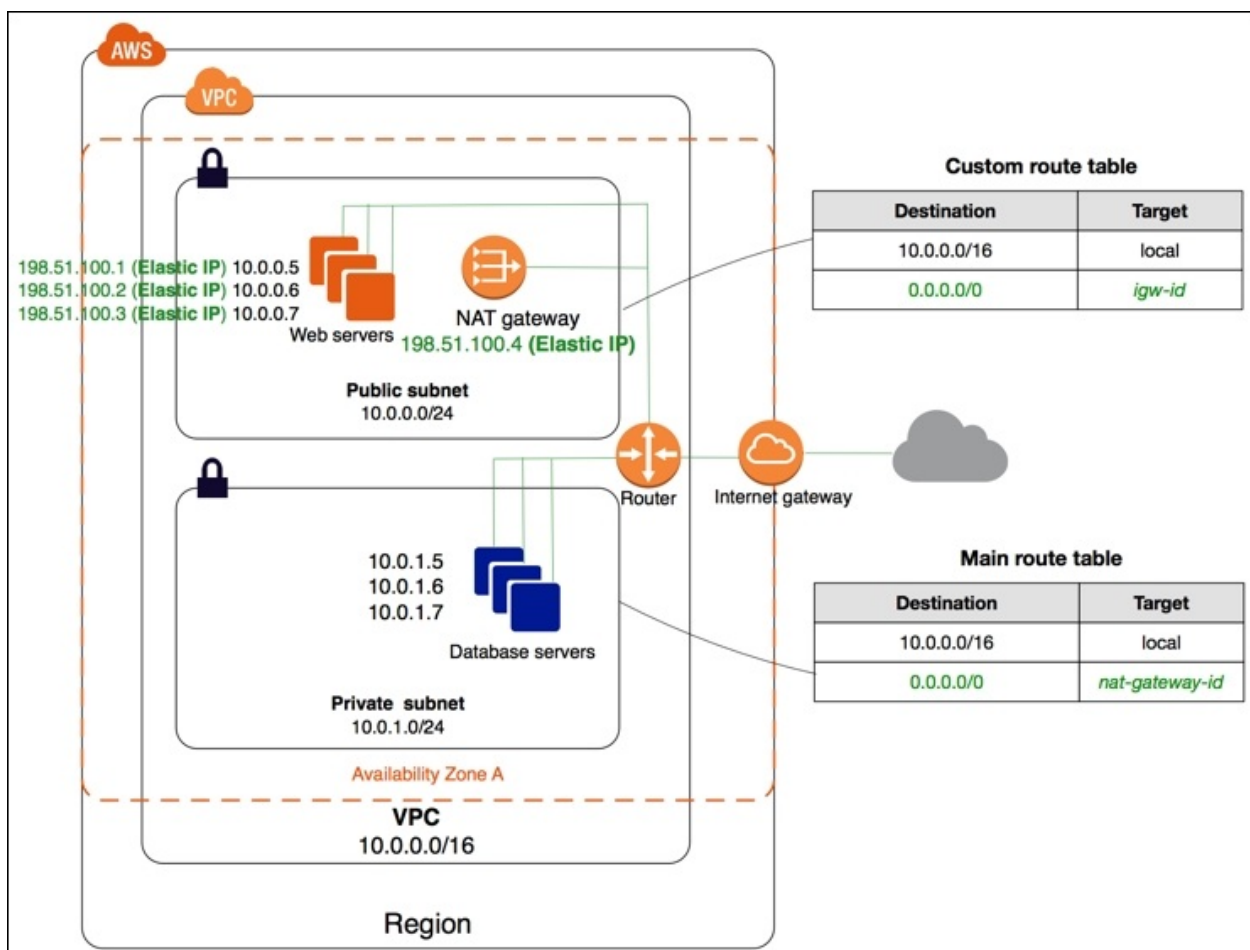 AWS
VPC
198.51.100.1 (Elastic IP) 10.0.0.5
198.51.100.2 (Elastic IP) 10.0.0.6
198.51.100.3 (Elastic IP) 10.0.0.7
Web servers
NAT gateway
198.51.100.4 (Elastic IP)
Public subnet
10.0.0.0/24
Custom route table
Destination Target
10.0.0.0/16 local
0.0.0.0/0 igw-id
Router
Internet gateway
10.0.1.5
10.0.1.6
10.0.1.7
Database servers
Private subnet
10.0.1.0/24
Main route table
Destination Target
10.0.0.0/16 local
0.0.0.0/0 nat-gateway-id
Availability Zone A
VPC
10.0.0.0/16
Region